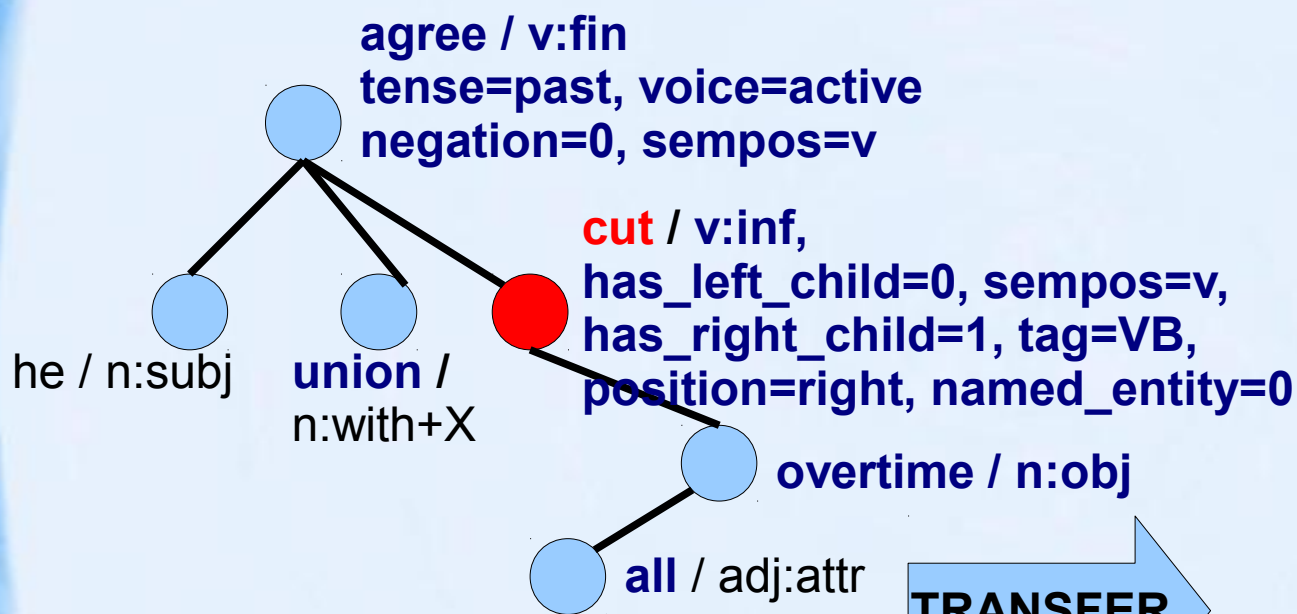 agree / v:fin
tense=past, voice=active
negation=0, sempos=v
cut / v:inf,
has_left_child=0, sempos=v,
has_right_child=1, tag=VB,
position=right, named_entity=0
he / n:subj
union /
n:with+X
overtime / n:obj
all / adj:attr
TRANSFER